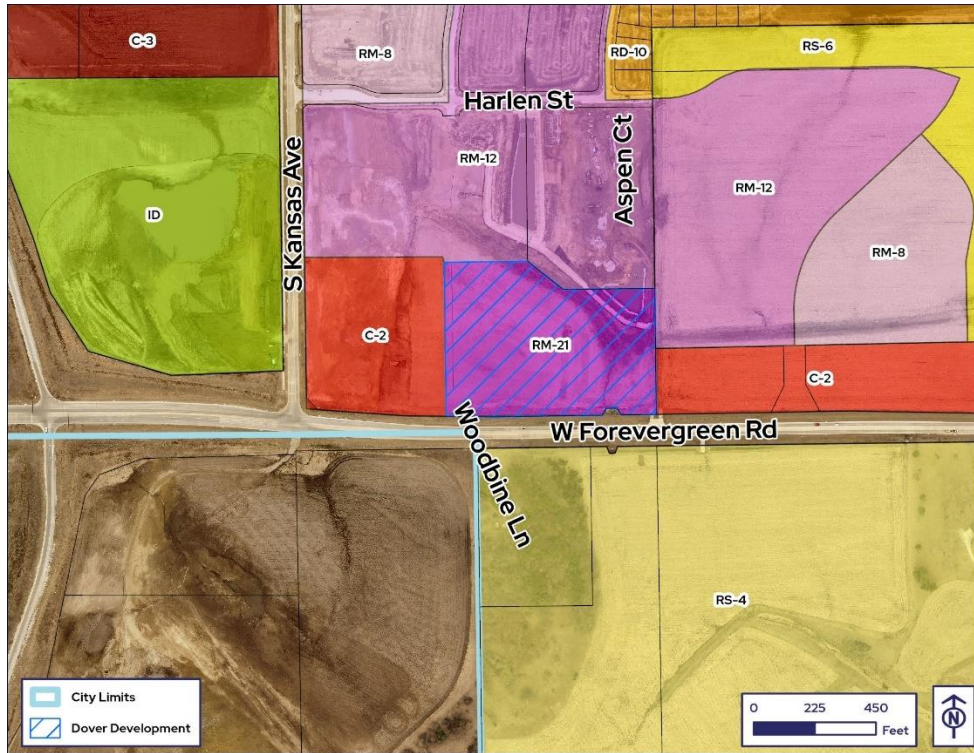 C-3
RM-8
RD-10
RS-6
Harlen St
S Kansas Ave
RM-12
Aspen Ct
RM-12
ID
RM-8
C-2
RM-21
C-2
Woodbine Ln
W Forevergreen Rd
RS-4
City Limits
Dover Development
0 225 450
Feet
N